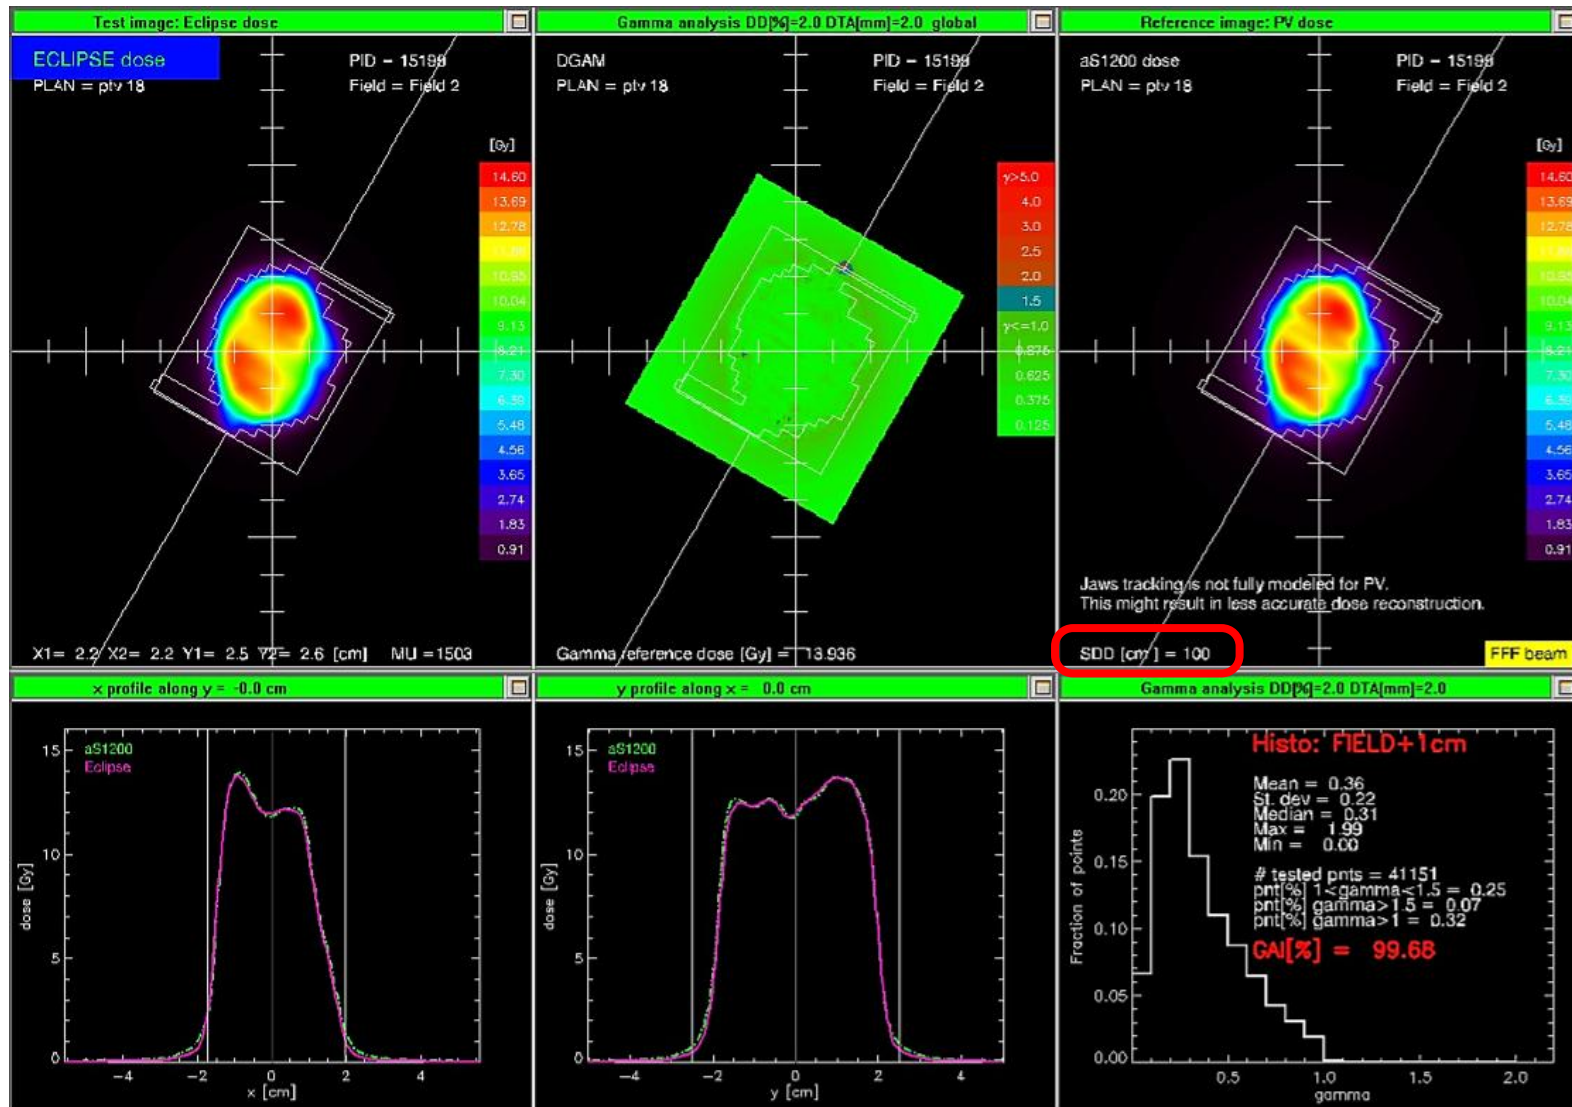 Test image: Eclipse dose
ECLIPSE dose
PLAN = ptv 18
PID - 15199
Field = Field 2
[Gy]
14.60
13.69
12.78
10.95
10.04
9.13
8.21
7.30
6.39
5.48
4.56
3.65
2.74
1.83
0.91
X1= 2.2 X2= 2.2 Y1= 2.5 Y2= 2.6 [cm] MU =1503
Gamma analysis DD[%]=2.0 DTA[mm]=2.0 global
DGAM
PLAN = ptv 18
PID - 15199
Field = Field 2
γ>5.0
4.0
3.0
2.5
2.0
1.5
γ<=1.0
0.875
0.625
0.375
0.125
Gamma reference dose [Gy] = 13.936
Reference image: PV dose
aS1200 dose
PLAN = ptv 18
PID - 15199
Field = Field 2
[Gy]
14.60
13.69
12.78
10.95
10.04
9.13
8.21
7.30
6.39
5.48
4.56
3.65
2.74
1.83
0.91
Jaws tracking is not fully modeled for PV.
This might result in less accurate dose reconstruction.
SDD [cm] = 100
FFF beam
x profile along y = -0.0 cm
aS1200
Eclipse
15
10
5
0
dose [Gy]
-4 -2 0 2 4
x [cm]
y profile along x = 0.0 cm
aS1200
Eclipse
15
10
5
0
dose [Gy]
-4 -2 0 2 4
y [cm]
Gamma analysis DD[%]=2.0 DTA[mm]=2.0
Histo: FIELD+1cm
Mean = 0.36
St. dev = 0.22
Median = 0.31
Max = 1.99
Min = 0.00
# tested pnts = 41151
pnt[%] 1<gamma<1.5 = 0.25
pnt[%] gamma>1.5 = 0.07
pnt[%] gamma>1 = 0.32
GAI[%] = 99.68
0.20
0.15
0.10
0.05
0.00
Fraction of points
0.5 1.0 1.5 2.0
gamma